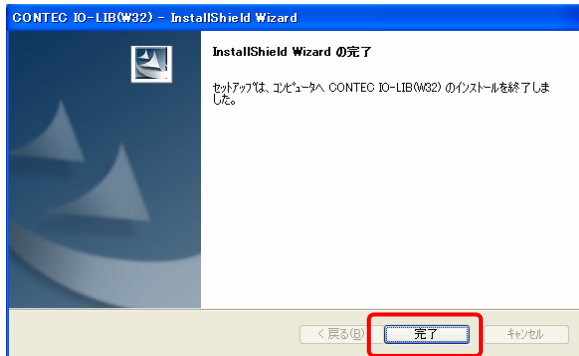 CONTEC IO-LIB(W32) - InstallShield Wizard
InstallShield Wizard の完了
セットアップは、コンピュータへ CONTEC IO-LIB(W32) のインストールを終了しま
した。
< 戻る(B)
完了
キャンセル